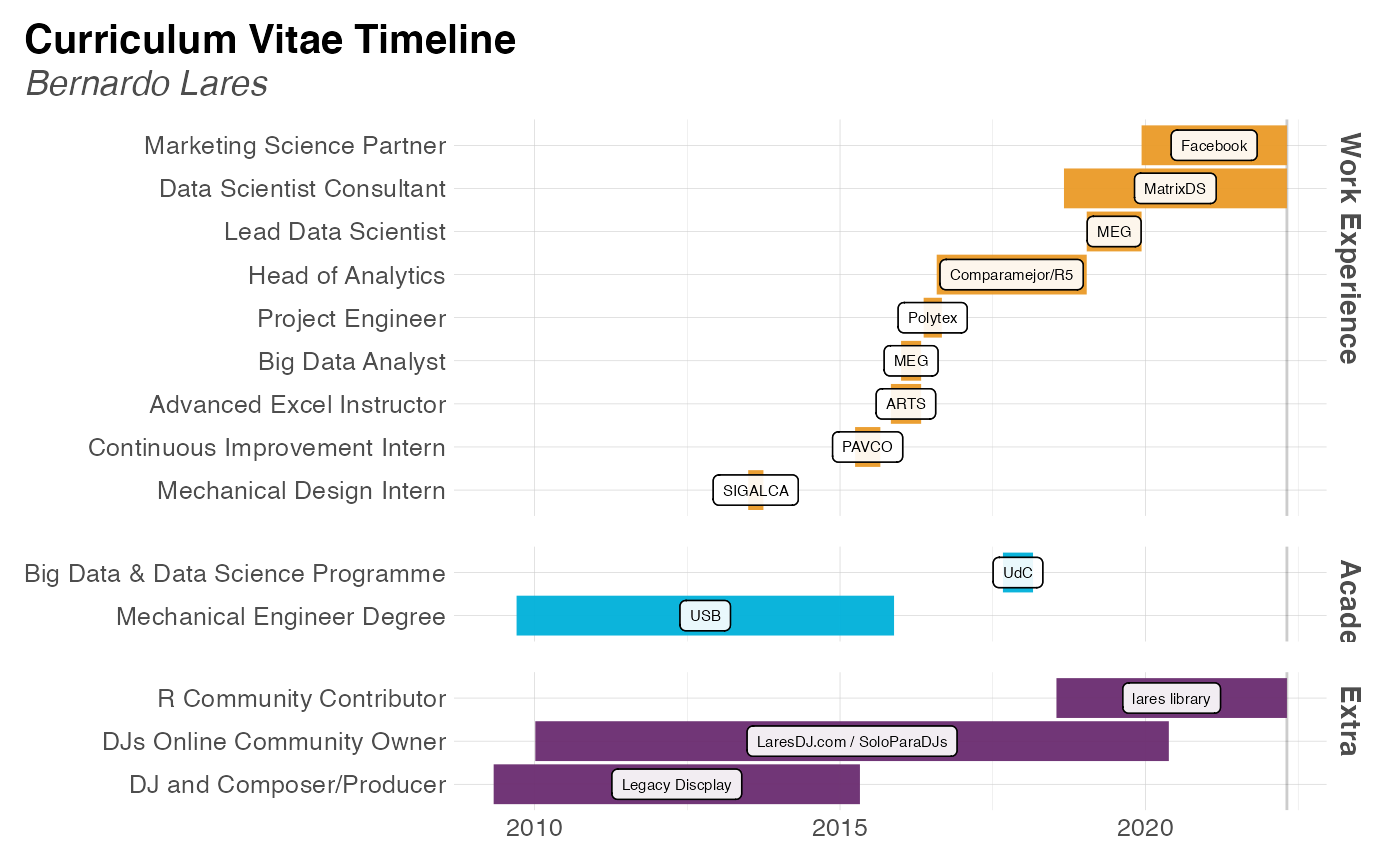 Curriculum Vitae Timeline
Bernardo Lares
Work Experience
Marketing Science Partner Facebook
Data Scientist Consultant MatrixDS
Lead Data Scientist MEG
Head of Analytics Comparamejor/R5
Project Engineer Polytex
Big Data Analyst MEG
Advanced Excel Instructor ARTS
Continuous Improvement Intern PAVCO
Mechanical Design Intern SIGALCA
Acade
Big Data & Data Science Programme UdC
Mechanical Engineer Degree USB
Extra
R Community Contributor lares library
DJs Online Community Owner LaresDJ.com / SoloParaDJs
DJ and Composer/Producer Legacy Discplay
2010 2015 2020